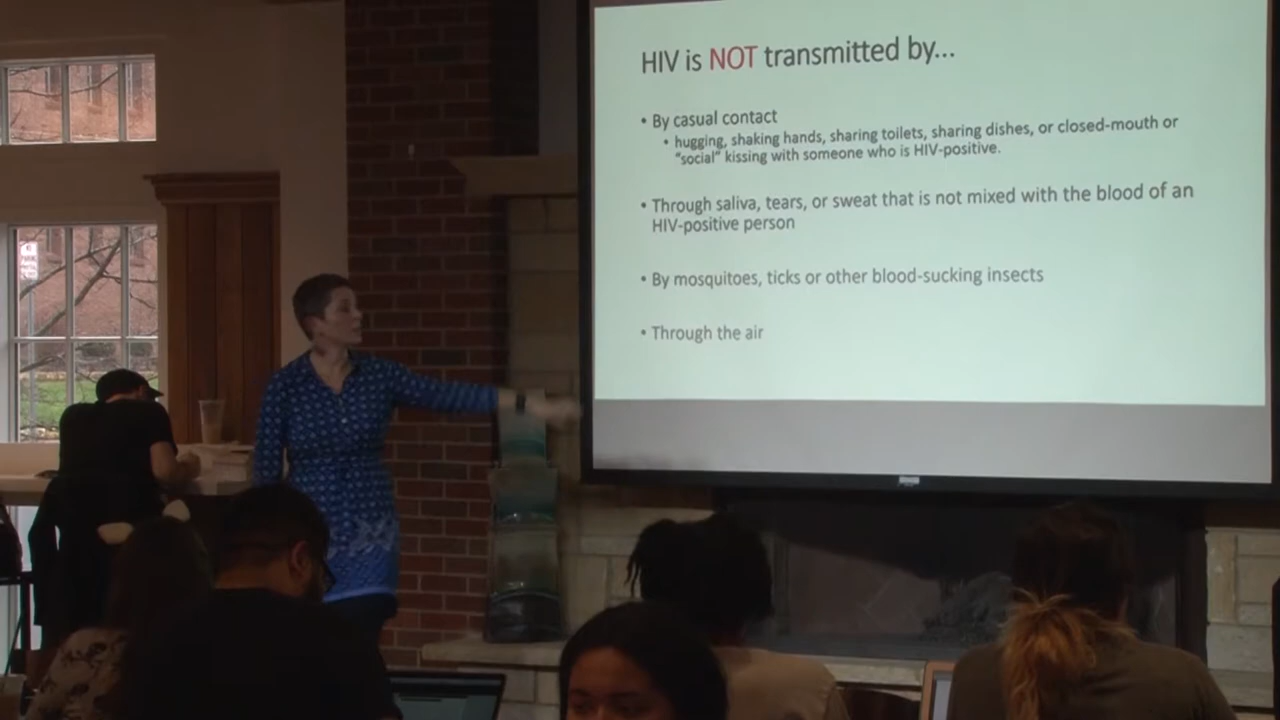 HIV is NOT transmitted by...
• By casual contact
• hugging, shaking hands, sharing toilets, sharing dishes, or closed-mouth or
"social" kissing with someone who is HIV-positive.
• Through saliva, tears, or sweat that is not mixed with the blood of an
HIV-positive person
• By mosquitoes, ticks or other blood-sucking insects
• Through the air